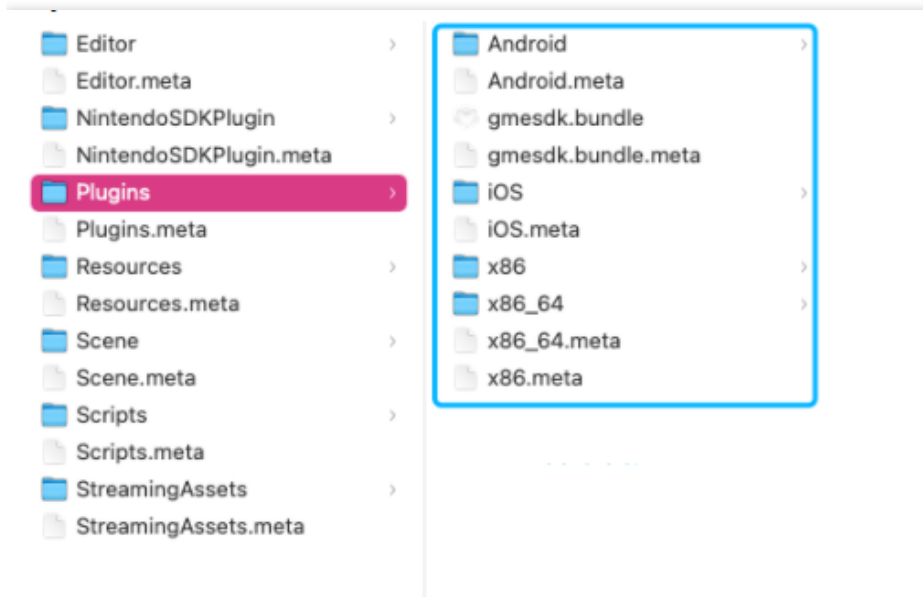 Editor
Editor.meta
NintendoSDKPlugin
NintendoSDKPlugin.meta
Plugins
Plugins.meta
Resources
Resources.meta
Scene
Scene.meta
Scripts
Scripts.meta
StreamingAssets
StreamingAssets.meta
Android
Android.meta
gmesdk.bundle
gmesdk.bundle.meta
iOS
iOS.meta
x86
x86_64
x86_64.meta
x86.meta